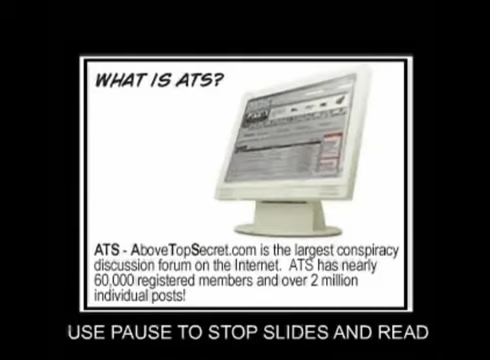 WHAT IS ATS?
ATS - AboveTopSecret.com is the largest conspiracy
discussion forum on the Internet. ATS has nearly
60,000 registered members and over 2 million
individual posts!
USE PAUSE TO STOP SLIDES AND READ